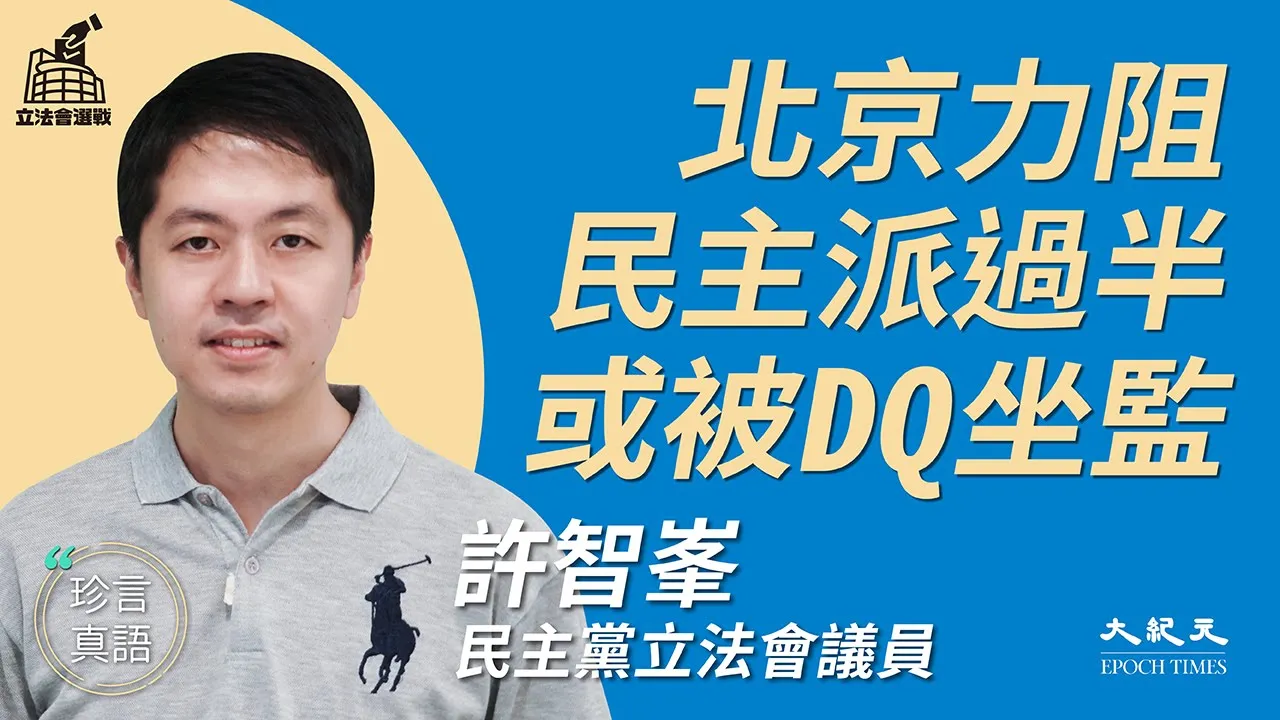 立法會選戰
北京力阻
民主派過半
或被DQ坐監
許智峯
民主黨立法會議員
“珍言
真語
大紀元
EPOCH TIMES